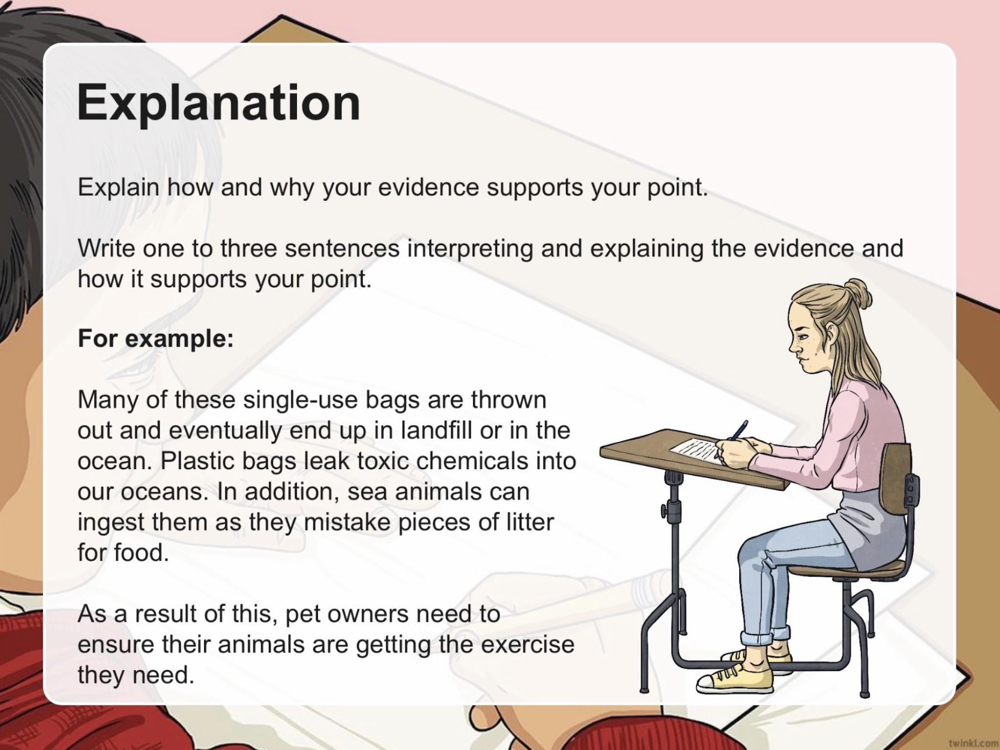 Explanation
Explain how and why your evidence supports your point.
Write one to three sentences interpreting and explaining the evidence and
how it supports your point.
For example:
Many of these single-use bags are thrown
out and eventually end up in landfill or in the
ocean. Plastic bags leak toxic chemicals into
our oceans. In addition, sea animals can
ingest them as they mistake pieces of litter
for food.
As a result of this, pet owners need to
ensure their animals are getting the exercise
they need.
twinkl.com